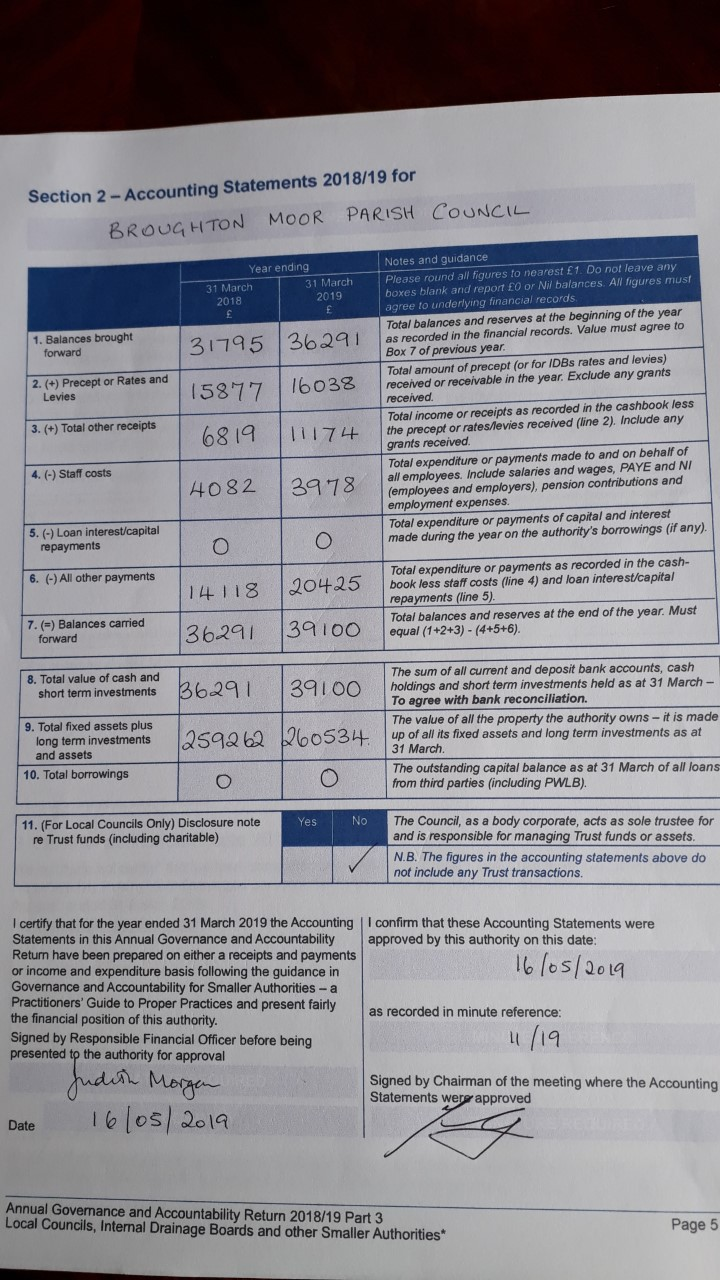 Section 2 – Accounting Statements 2018/19 for
BROUGHTON MOOR PARISH COUNCIL
Year ending
Notes and guidance
31 March
2018
£
31 March
2019
£
Please round all figures to nearest £1. Do not leave any
boxes blank and report £0 or Nil balances. All figures must
agree to underlying financial records.
1. Balances brought
forward
31795
36291
Total balances and reserves at the beginning of the year
as recorded in the financial records. Value must agree to
Box 7 of previous year.
2. (+) Precept or Rates and
Levies
15877
16038
Total amount of precept (or for IDBs rates and levies)
received or receivable in the year. Exclude any grants
received.
3. (+) Total other receipts
6819
11174
Total income or receipts as recorded in the cashbook less
the precept or rates/levies received (line 2). Include any
grants received.
4. (-) Staff costs
4082
3978
Total expenditure or payments made to and on behalf of
all employees. Include salaries and wages, PAYE and NI
(employees and employers), pension contributions and
employment expenses.
5. (-) Loan interest/capital
repayments
0
0
Total expenditure or payments of capital and interest
made during the year on the authority's borrowings (if any).
6. (-) All other payments
14118
20425
Total expenditure or payments as recorded in the cash-
book less staff costs (line 4) and loan interest/capital
repayments (line 5).
7. (=) Balances carried
forward
36291
39100
Total balances and reserves at the end of the year. Must
equal (1+2+3) - (4+5+6).
8. Total value of cash and
short term investments
36291
39100
The sum of all current and deposit bank accounts, cash
holdings and short term investments held as at 31 March –
To agree with bank reconciliation.
9. Total fixed assets plus
long term investments
and assets
259262
260534
The value of all the property the authority owns – it is made
up of all its fixed assets and long term investments as at
31 March.
10. Total borrowings
0
0
The outstanding capital balance as at 31 March of all loans
from third parties (including PWLB).
11. (For Local Councils Only) Disclosure note
re Trust funds (including charitable)
Yes
No
✓
The Council, as a body corporate, acts as sole trustee for
and is responsible for managing Trust funds or assets.
N.B. The figures in the accounting statements above do
not include any Trust transactions.
I certify that for the year ended 31 March 2019 the Accounting
Statements in this Annual Governance and Accountability
Return have been prepared on either a receipts and payments
or income and expenditure basis following the guidance in
Governance and Accountability for Smaller Authorities – a
Practitioners' Guide to Proper Practices and present fairly
the financial position of this authority.
Signed by Responsible Financial Officer before being
presented to the authority for approval
Judith Morgan
Date
16/05/2019
I confirm that these Accounting Statements were
approved by this authority on this date:
16/05/2019
as recorded in minute reference:
11/19
Signed by Chairman of the meeting where the Accounting
Statements were approved
Annual Governance and Accountability Return 2018/19 Part 3
Local Councils, Internal Drainage Boards and other Smaller Authorities*
Page 5